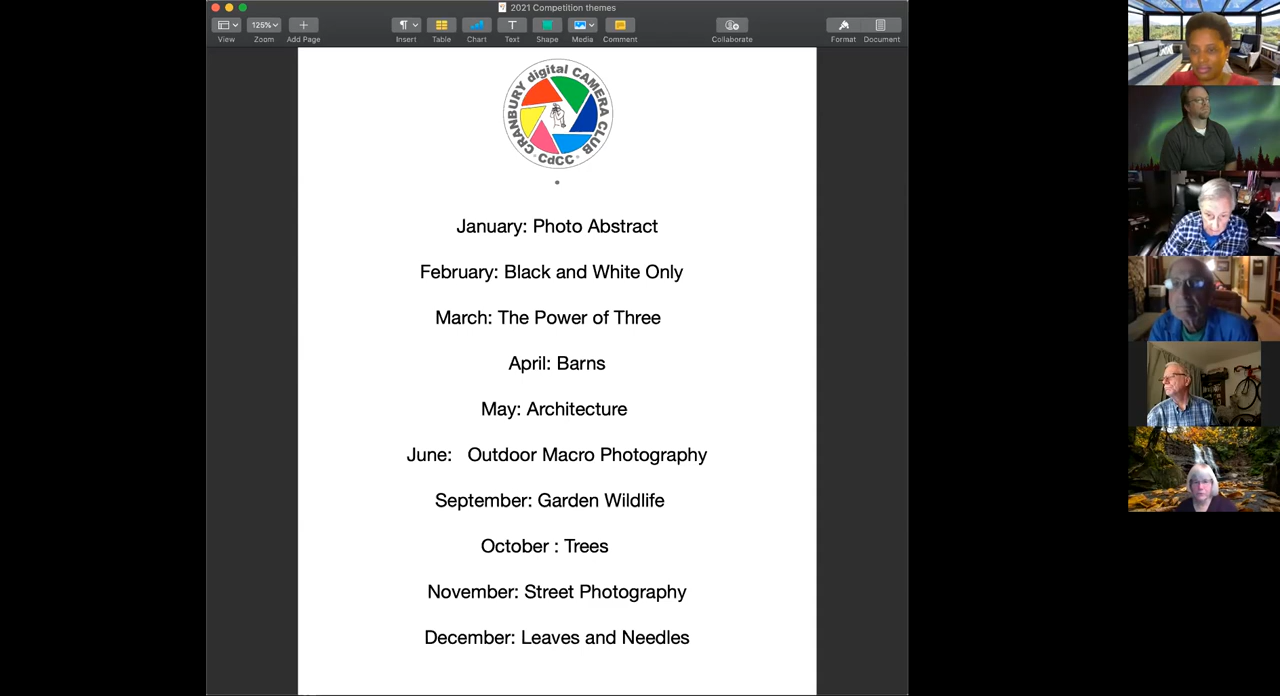 2021 Competition themes
125%
View
Zoom
Add Page
Insert
Table
Chart
Text
Shape
Media
Comment
Collaborate
Format
Document
CRANBURY digital CAMERA CLUB
• CdCC •
January: Photo Abstract
February: Black and White Only
March: The Power of Three
April: Barns
May: Architecture
June:   Outdoor Macro Photography
September: Garden Wildlife
October : Trees
November: Street Photography
December: Leaves and Needles